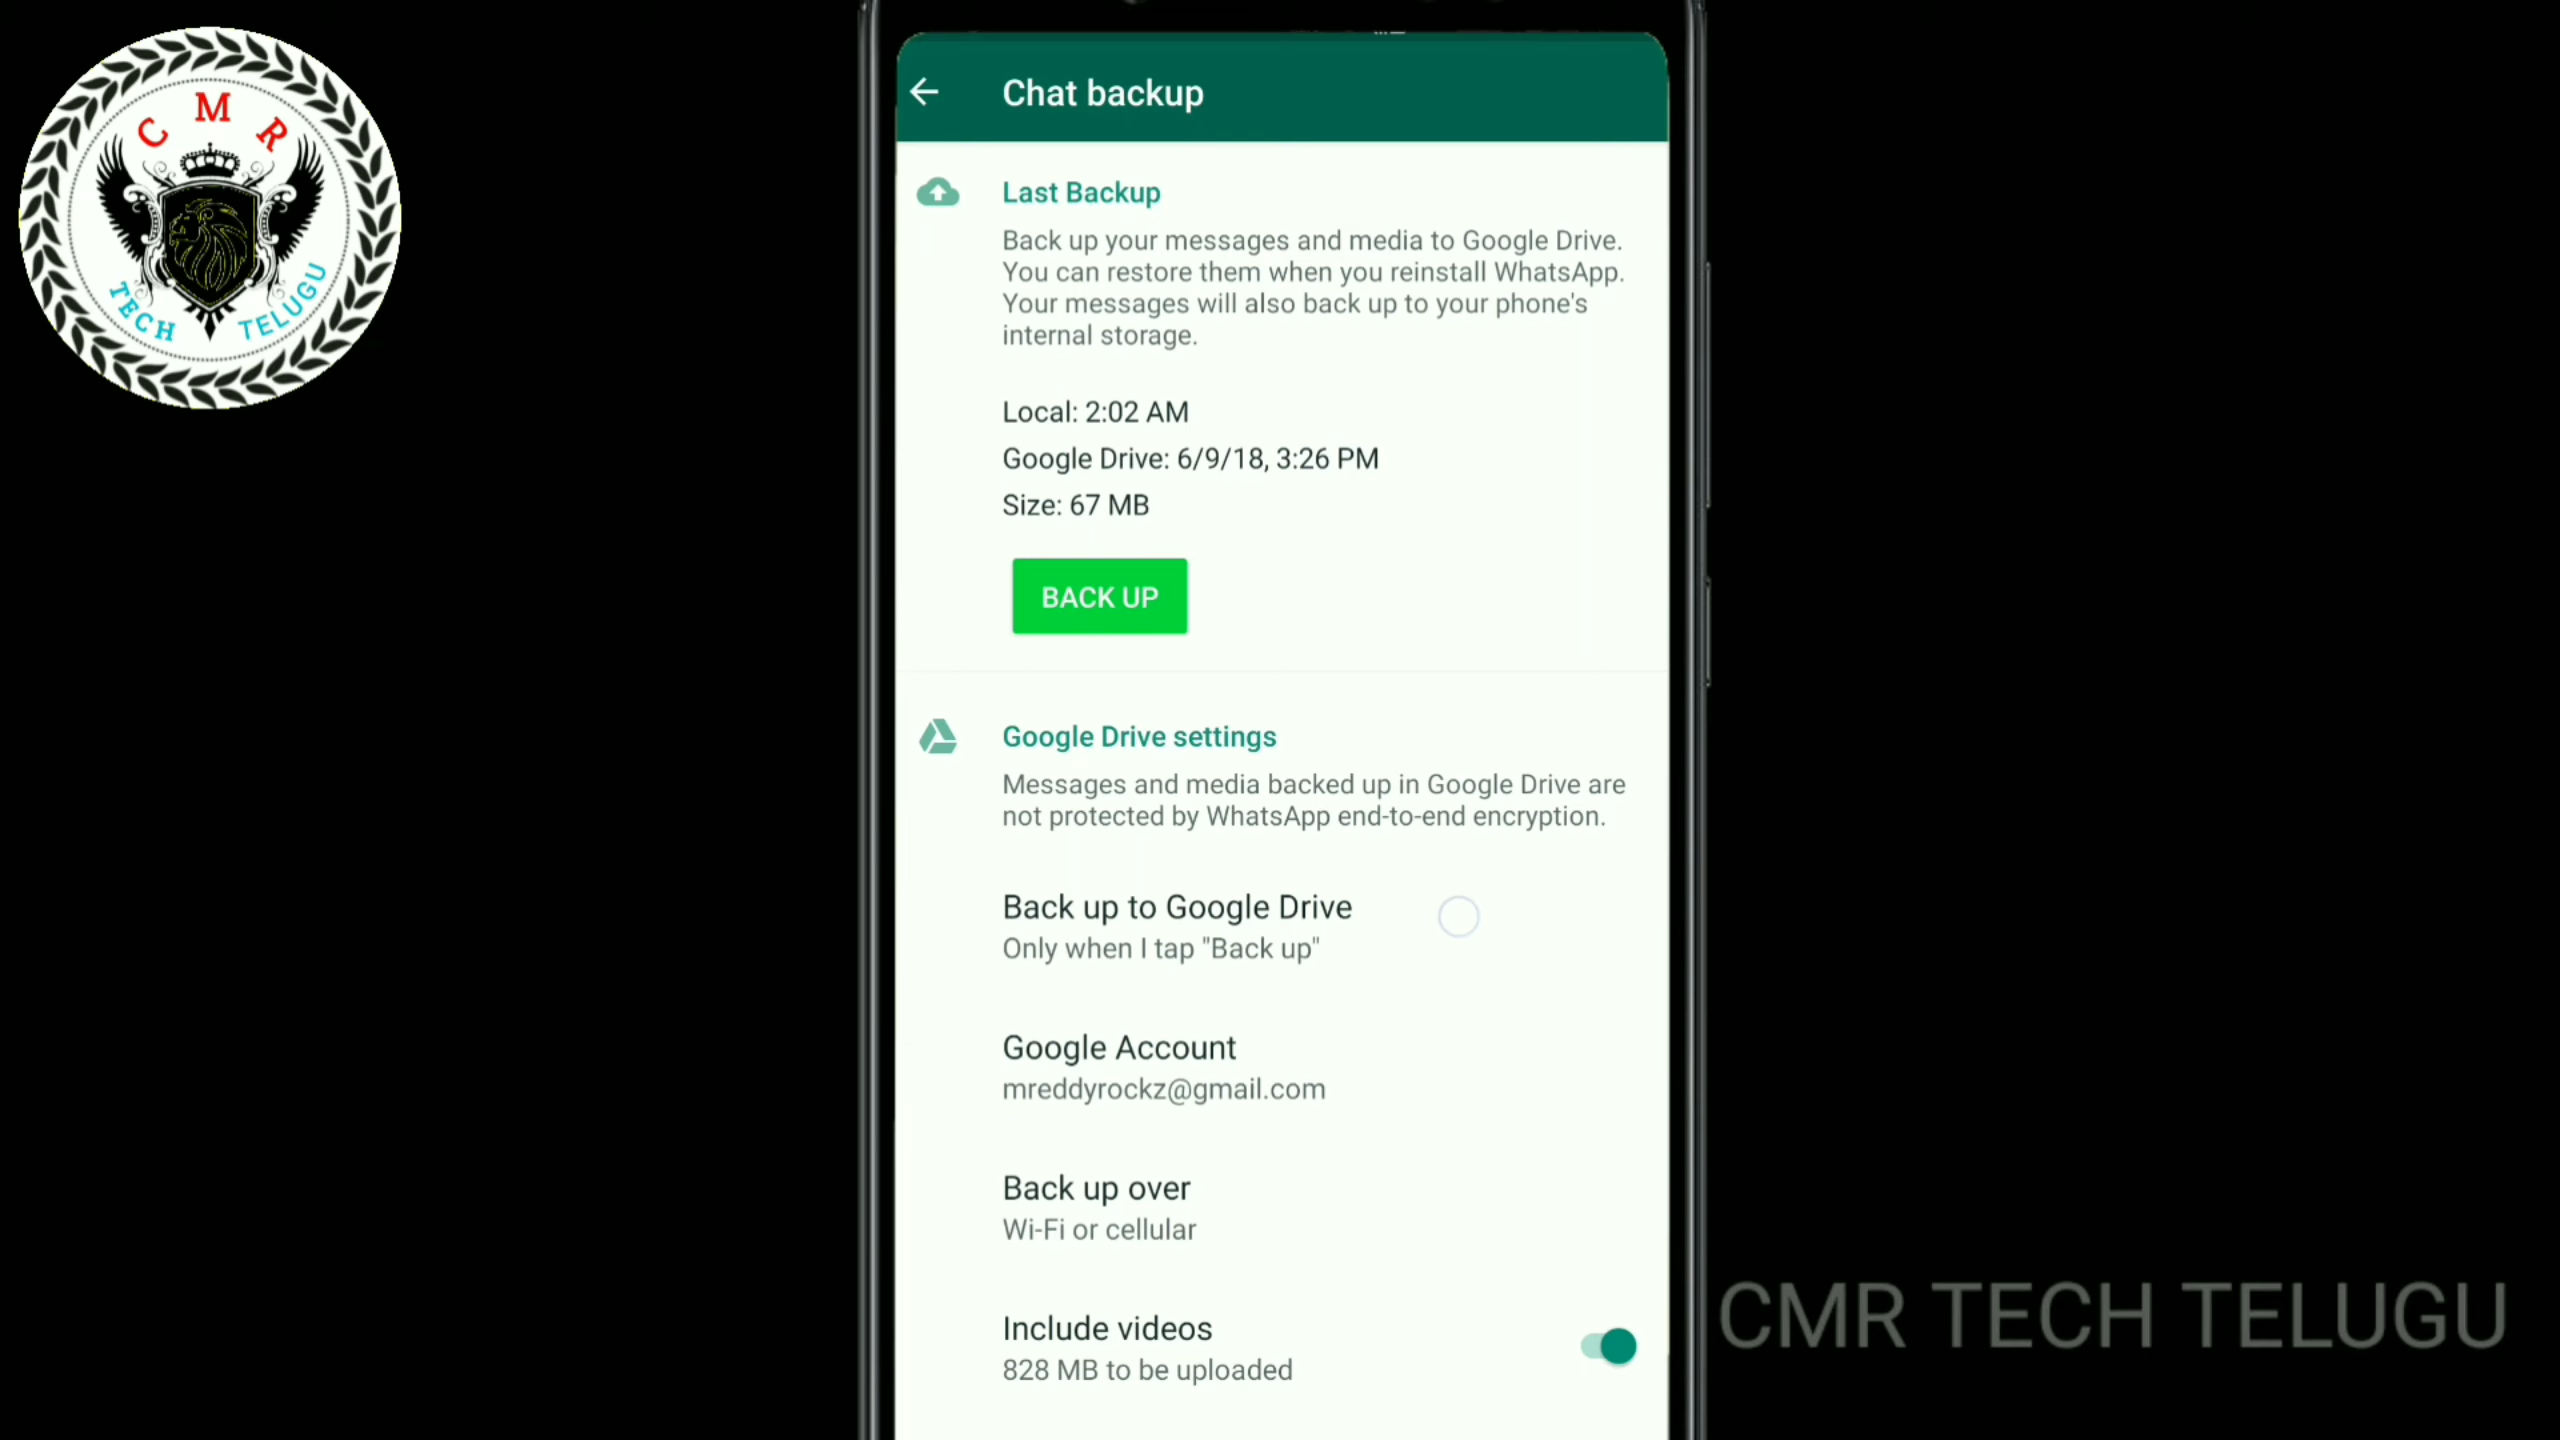 C M R
TECH TELUGU
Chat backup
Last Backup
Back up your messages and media to Google Drive.
You can restore them when you reinstall WhatsApp.
Your messages will also back up to your phone's
internal storage.
Local: 2:02 AM
Google Drive: 6/9/18, 3:26 PM
Size: 67 MB
BACK UP
Google Drive settings
Messages and media backed up in Google Drive are
not protected by WhatsApp end-to-end encryption.
Back up to Google Drive
Only when I tap "Back up"
Google Account
mreddyrockz@gmail.com
Back up over
Wi-Fi or cellular
Include videos
828 MB to be uploaded
CMR TECH TELUGU